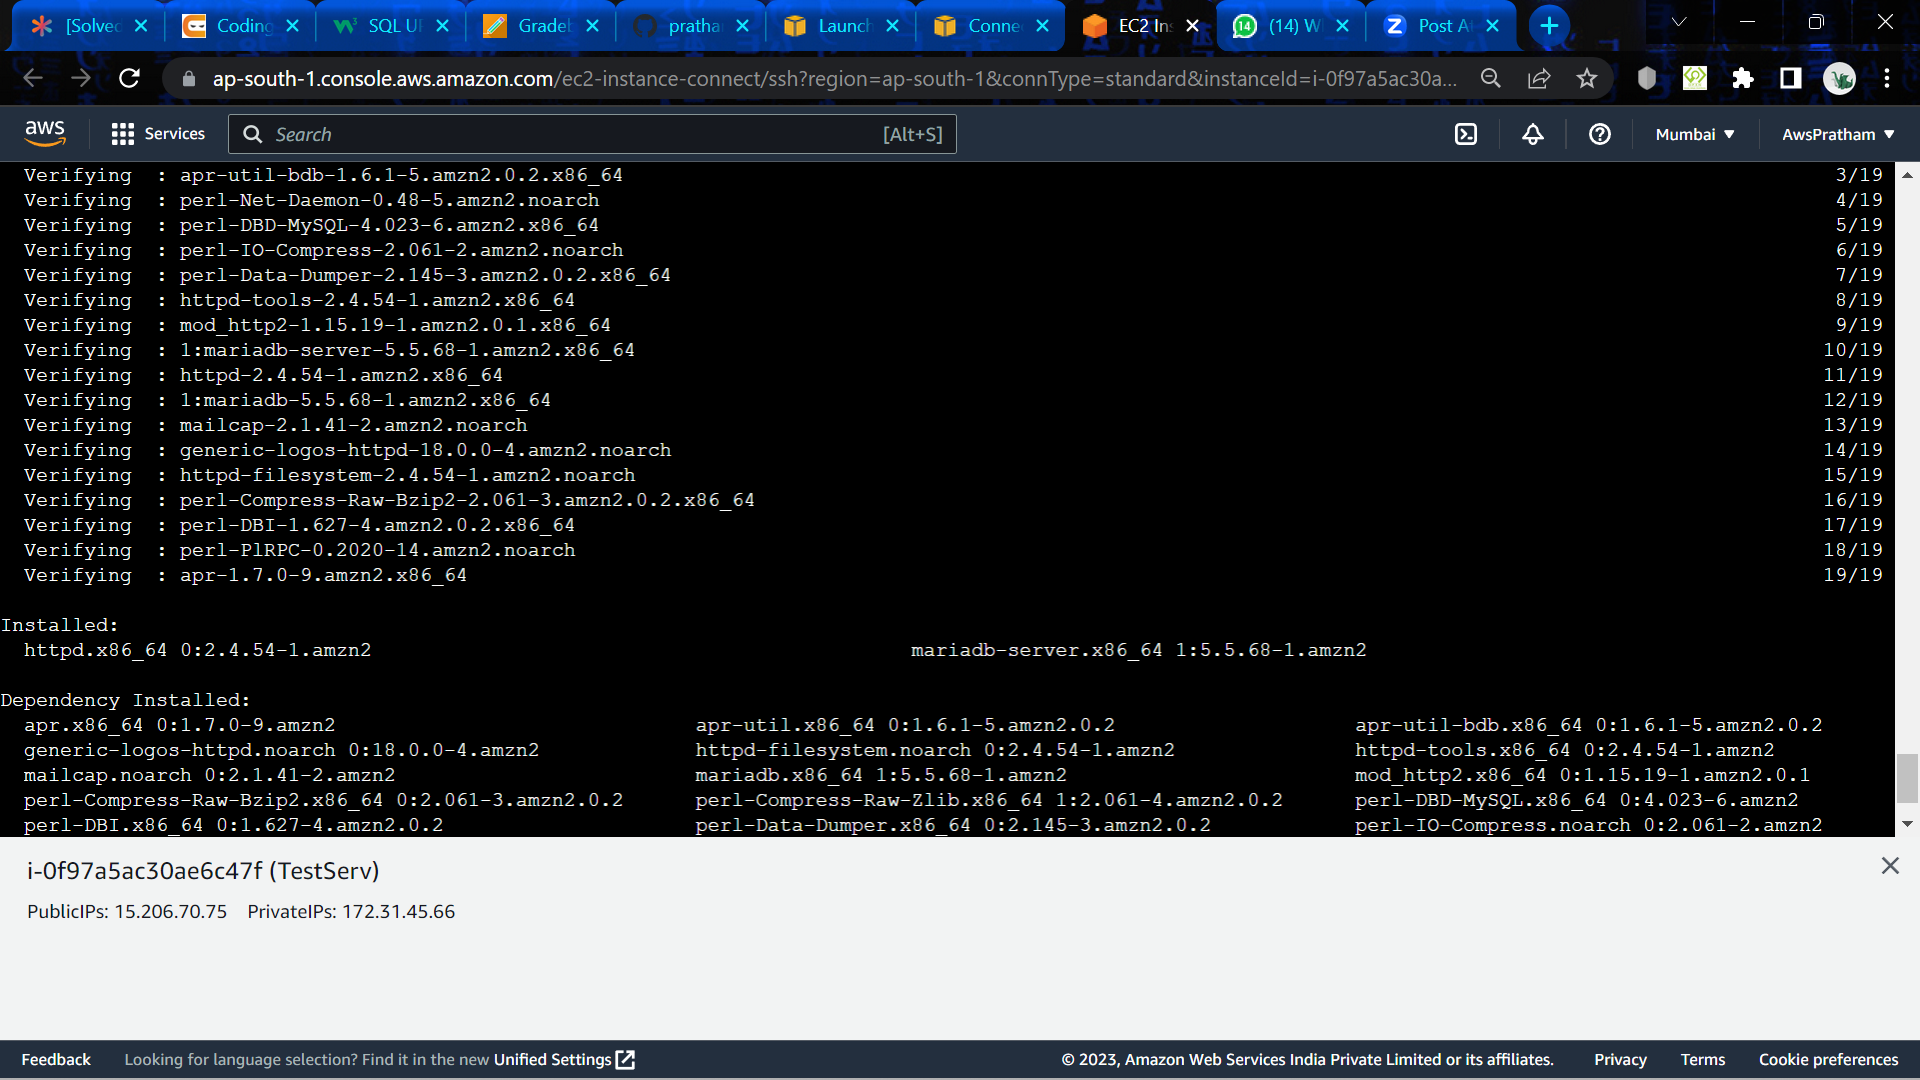 [Solved
Coding
SQL UP
Gradeb
pratha
Launch
Connec
EC2 Ins
(14) W
Post A
ap-south-1.console.aws.amazon.com/ec2-instance-connect/ssh?region=ap-south-1&connType=standard&instanceId=i-0f97a5ac30a...
aws Services Search [Alt+S] Mumbai AwsPratham
Verifying : apr-util-bdb-1.6.1-5.amzn2.0.2.x86_64 3/19
Verifying : perl-Net-Daemon-0.48-5.amzn2.noarch 4/19
Verifying : perl-DBD-MySQL-4.023-6.amzn2.x86_64 5/19
Verifying : perl-IO-Compress-2.061-2.amzn2.noarch 6/19
Verifying : perl-Data-Dumper-2.145-3.amzn2.0.2.x86_64 7/19
Verifying : httpd-tools-2.4.54-1.amzn2.x86_64 8/19
Verifying : mod_http2-1.15.19-1.amzn2.0.1.x86_64 9/19
Verifying : 1:mariadb-server-5.5.68-1.amzn2.x86_64 10/19
Verifying : httpd-2.4.54-1.amzn2.x86_64 11/19
Verifying : 1:mariadb-5.5.68-1.amzn2.x86_64 12/19
Verifying : mailcap-2.1.41-2.amzn2.noarch 13/19
Verifying : generic-logos-httpd-18.0.0-4.amzn2.noarch 14/19
Verifying : httpd-filesystem-2.4.54-1.amzn2.noarch 15/19
Verifying : perl-Compress-Raw-Bzip2-2.061-3.amzn2.0.2.x86_64 16/19
Verifying : perl-DBI-1.627-4.amzn2.0.2.x86_64 17/19
Verifying : perl-PlRPC-0.2020-14.amzn2.noarch 18/19
Verifying : apr-1.7.0-9.amzn2.x86_64 19/19
Installed:
httpd.x86_64 0:2.4.54-1.amzn2 mariadb-server.x86_64 1:5.5.68-1.amzn2
Dependency Installed:
apr.x86_64 0:1.7.0-9.amzn2 apr-util.x86_64 0:1.6.1-5.amzn2.0.2 apr-util-bdb.x86_64 0:1.6.1-5.amzn2.0.2
generic-logos-httpd.noarch 0:18.0.0-4.amzn2 httpd-filesystem.noarch 0:2.4.54-1.amzn2 httpd-tools.x86_64 0:2.4.54-1.amzn2
mailcap.noarch 0:2.1.41-2.amzn2 mariadb.x86_64 1:5.5.68-1.amzn2 mod_http2.x86_64 0:1.15.19-1.amzn2.0.1
perl-Compress-Raw-Bzip2.x86_64 0:2.061-3.amzn2.0.2 perl-Compress-Raw-Zlib.x86_64 1:2.061-4.amzn2.0.2 perl-DBD-MySQL.x86_64 0:4.023-6.amzn2
perl-DBI.x86_64 0:1.627-4.amzn2.0.2 perl-Data-Dumper.x86_64 0:2.145-3.amzn2.0.2 perl-IO-Compress.noarch 0:2.061-2.amzn2
i-0f97a5ac30ae6c47f (TestServ)
PublicIPs: 15.206.70.75 PrivateIPs: 172.31.45.66
Feedback Looking for language selection? Find it in the new Unified Settings © 2023, Amazon Web Services India Private Limited or its affiliates. Privacy Terms Cookie preferences